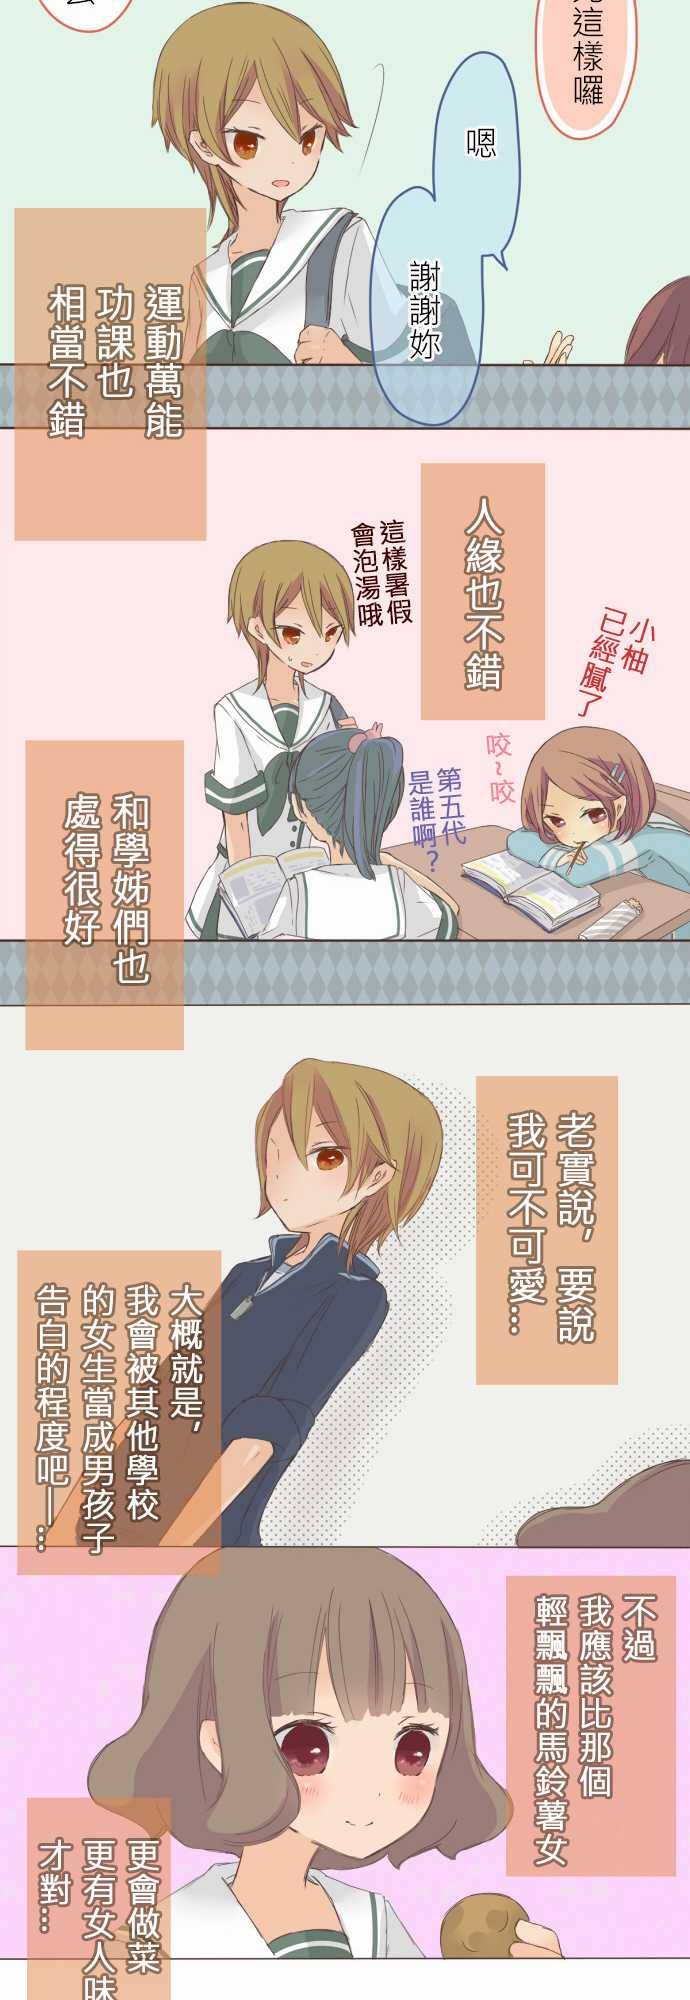 這樣囉
嗯
謝謝妳
運動萬能
功課也
相當不錯
人緣也不錯
這樣暑假
會泡湯哦
小柚
已經膩了
咬~咬
第五代
是誰啊?
和學姊們也
處得很好
老實說,要說
我可不可愛…
大概就是,
我會被其他學校
的女生當成男孩子
告白的程度吧—…
不過
我應該比那個
輕飄飄的馬鈴薯女
更會做菜
更有女人味
才對…